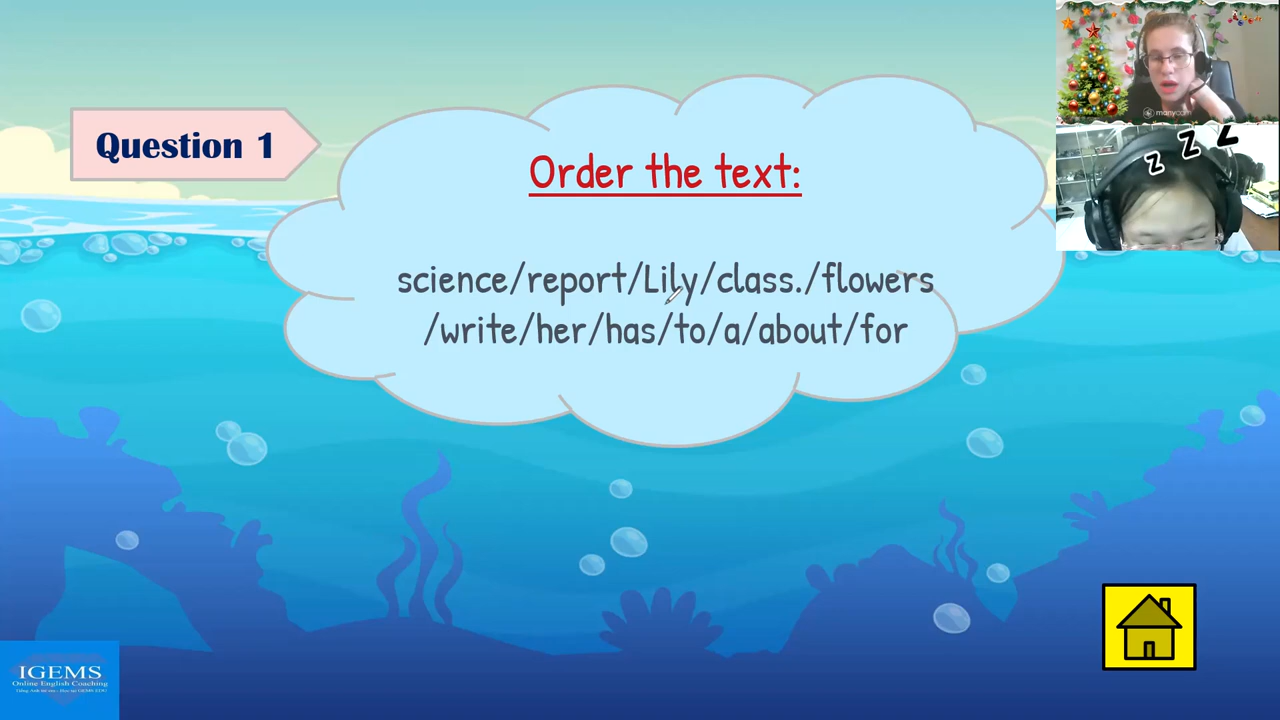 Question 1
Order the text:
science/report/Lily/class./flowers
/write/her/has/to/a/about/for
manycam
z z z
IGEMS
Online English Coaching